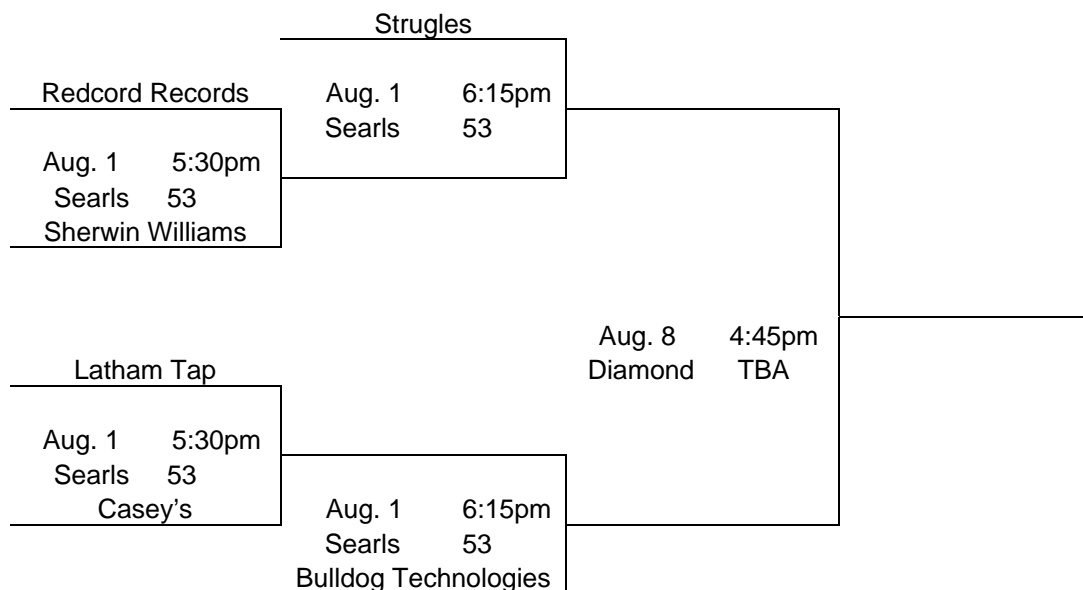 Strugles
Redcord Records
Aug. 1 6:15pm
Searls 53
Aug. 1 5:30pm
Searls 53
Sherwin Williams
Aug. 8 4:45pm
Diamond TBA
Latham Tap
Aug. 1 5:30pm
Searls 53
Casey’s
Aug. 1 6:15pm
Searls 53
Bulldog Technologies